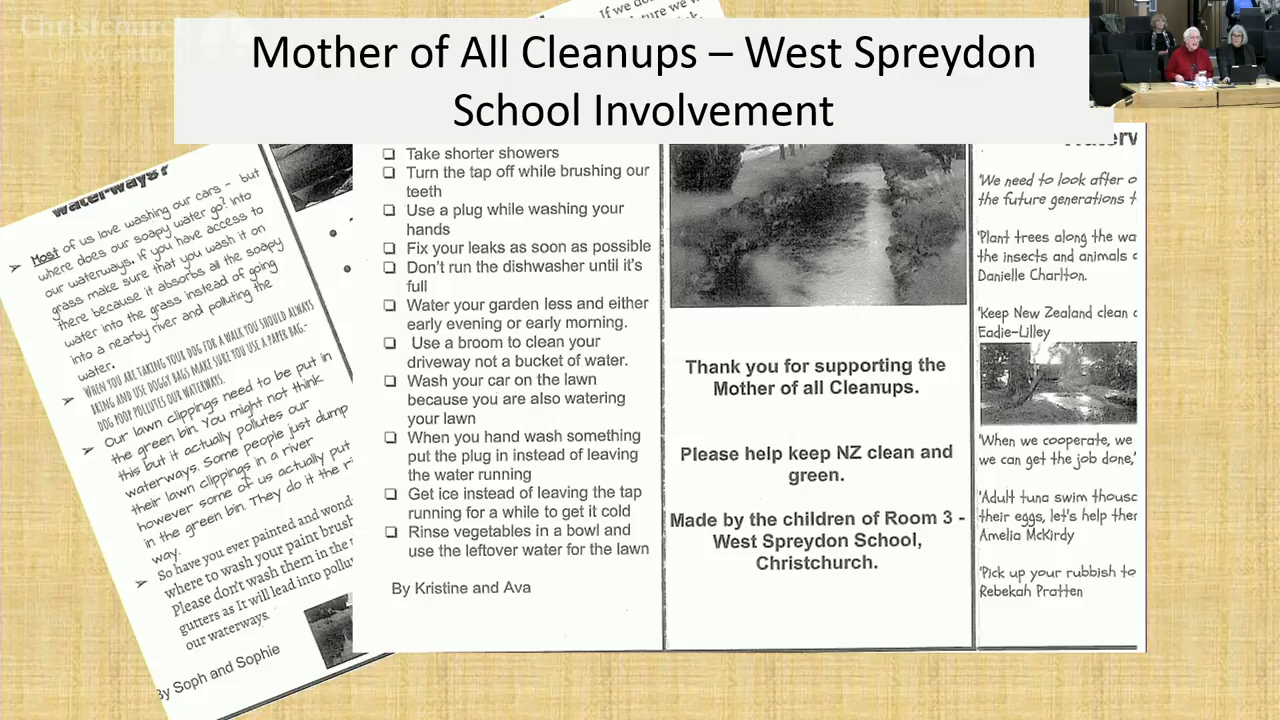 Christchurch
City Council
Mother of All Cleanups – West Spreydon
School Involvement
If we do
ture we w
waterways?
➢ Most of us love washing our cars - but
where does our soapy water go? Into
our waterways. If you have access to
grass make sure that you wash it on
there because it absorbs all the soapy
water into the grass instead of going
into a nearby river and polluting the
water.
➢ WHEN YOU ARE TAKING YOUR DOG FOR A WALK YOU SHOULD ALWAYS
BRING AND USE DOGGY BAGS MAKE SURE YOU USE A PAPER BAG-
DOG POOP POLLUTES OUR WATERWAYS.
➢ Our lawn clippings need to be put in
the green bin. You might not think
this but it actually pollutes our
waterways. Some people just dump
their lawn clippings in a river
however some of us actually put
in the green bin. They do it the ri
way.
➢ So have you ever painted and wond
where to wash your paint brush
Please don't wash them in the
gutters as It will lead into pollu
our waterways.
By Soph and Sophie
❑ Take shorter showers
❑ Turn the tap off while brushing our
teeth
❑ Use a plug while washing your
hands
❑ Fix your leaks as soon as possible
❑ Don't run the dishwasher until it's
full
❑ Water your garden less and either
early evening or early morning.
❑ Use a broom to clean your
driveway not a bucket of water.
❑ Wash your car on the lawn
because you are also watering
your lawn
❑ When you hand wash something
put the plug in instead of leaving
the water running
❑ Get ice instead of leaving the tap
running for a while to get it cold
❑ Rinse vegetables in a bowl and
use the leftover water for the lawn
By Kristine and Ava
Thank you for supporting the
Mother of all Cleanups.
Please help keep NZ clean and
green.
Made by the children of Room 3 -
West Spreydon School,
Christchurch.
'We need to look after o
the future generations t
'Plant trees along the wa
the insects and animals c
Danielle Charlton.
'Keep New Zealand clean c
Eadie-Lilley
'When we cooperate, we
we can get the job done,'
'Adult tuna swim thousc
their eggs, let's help ther
Amelia McKirdy
'Pick up your rubbish to
Rebekah Pratten